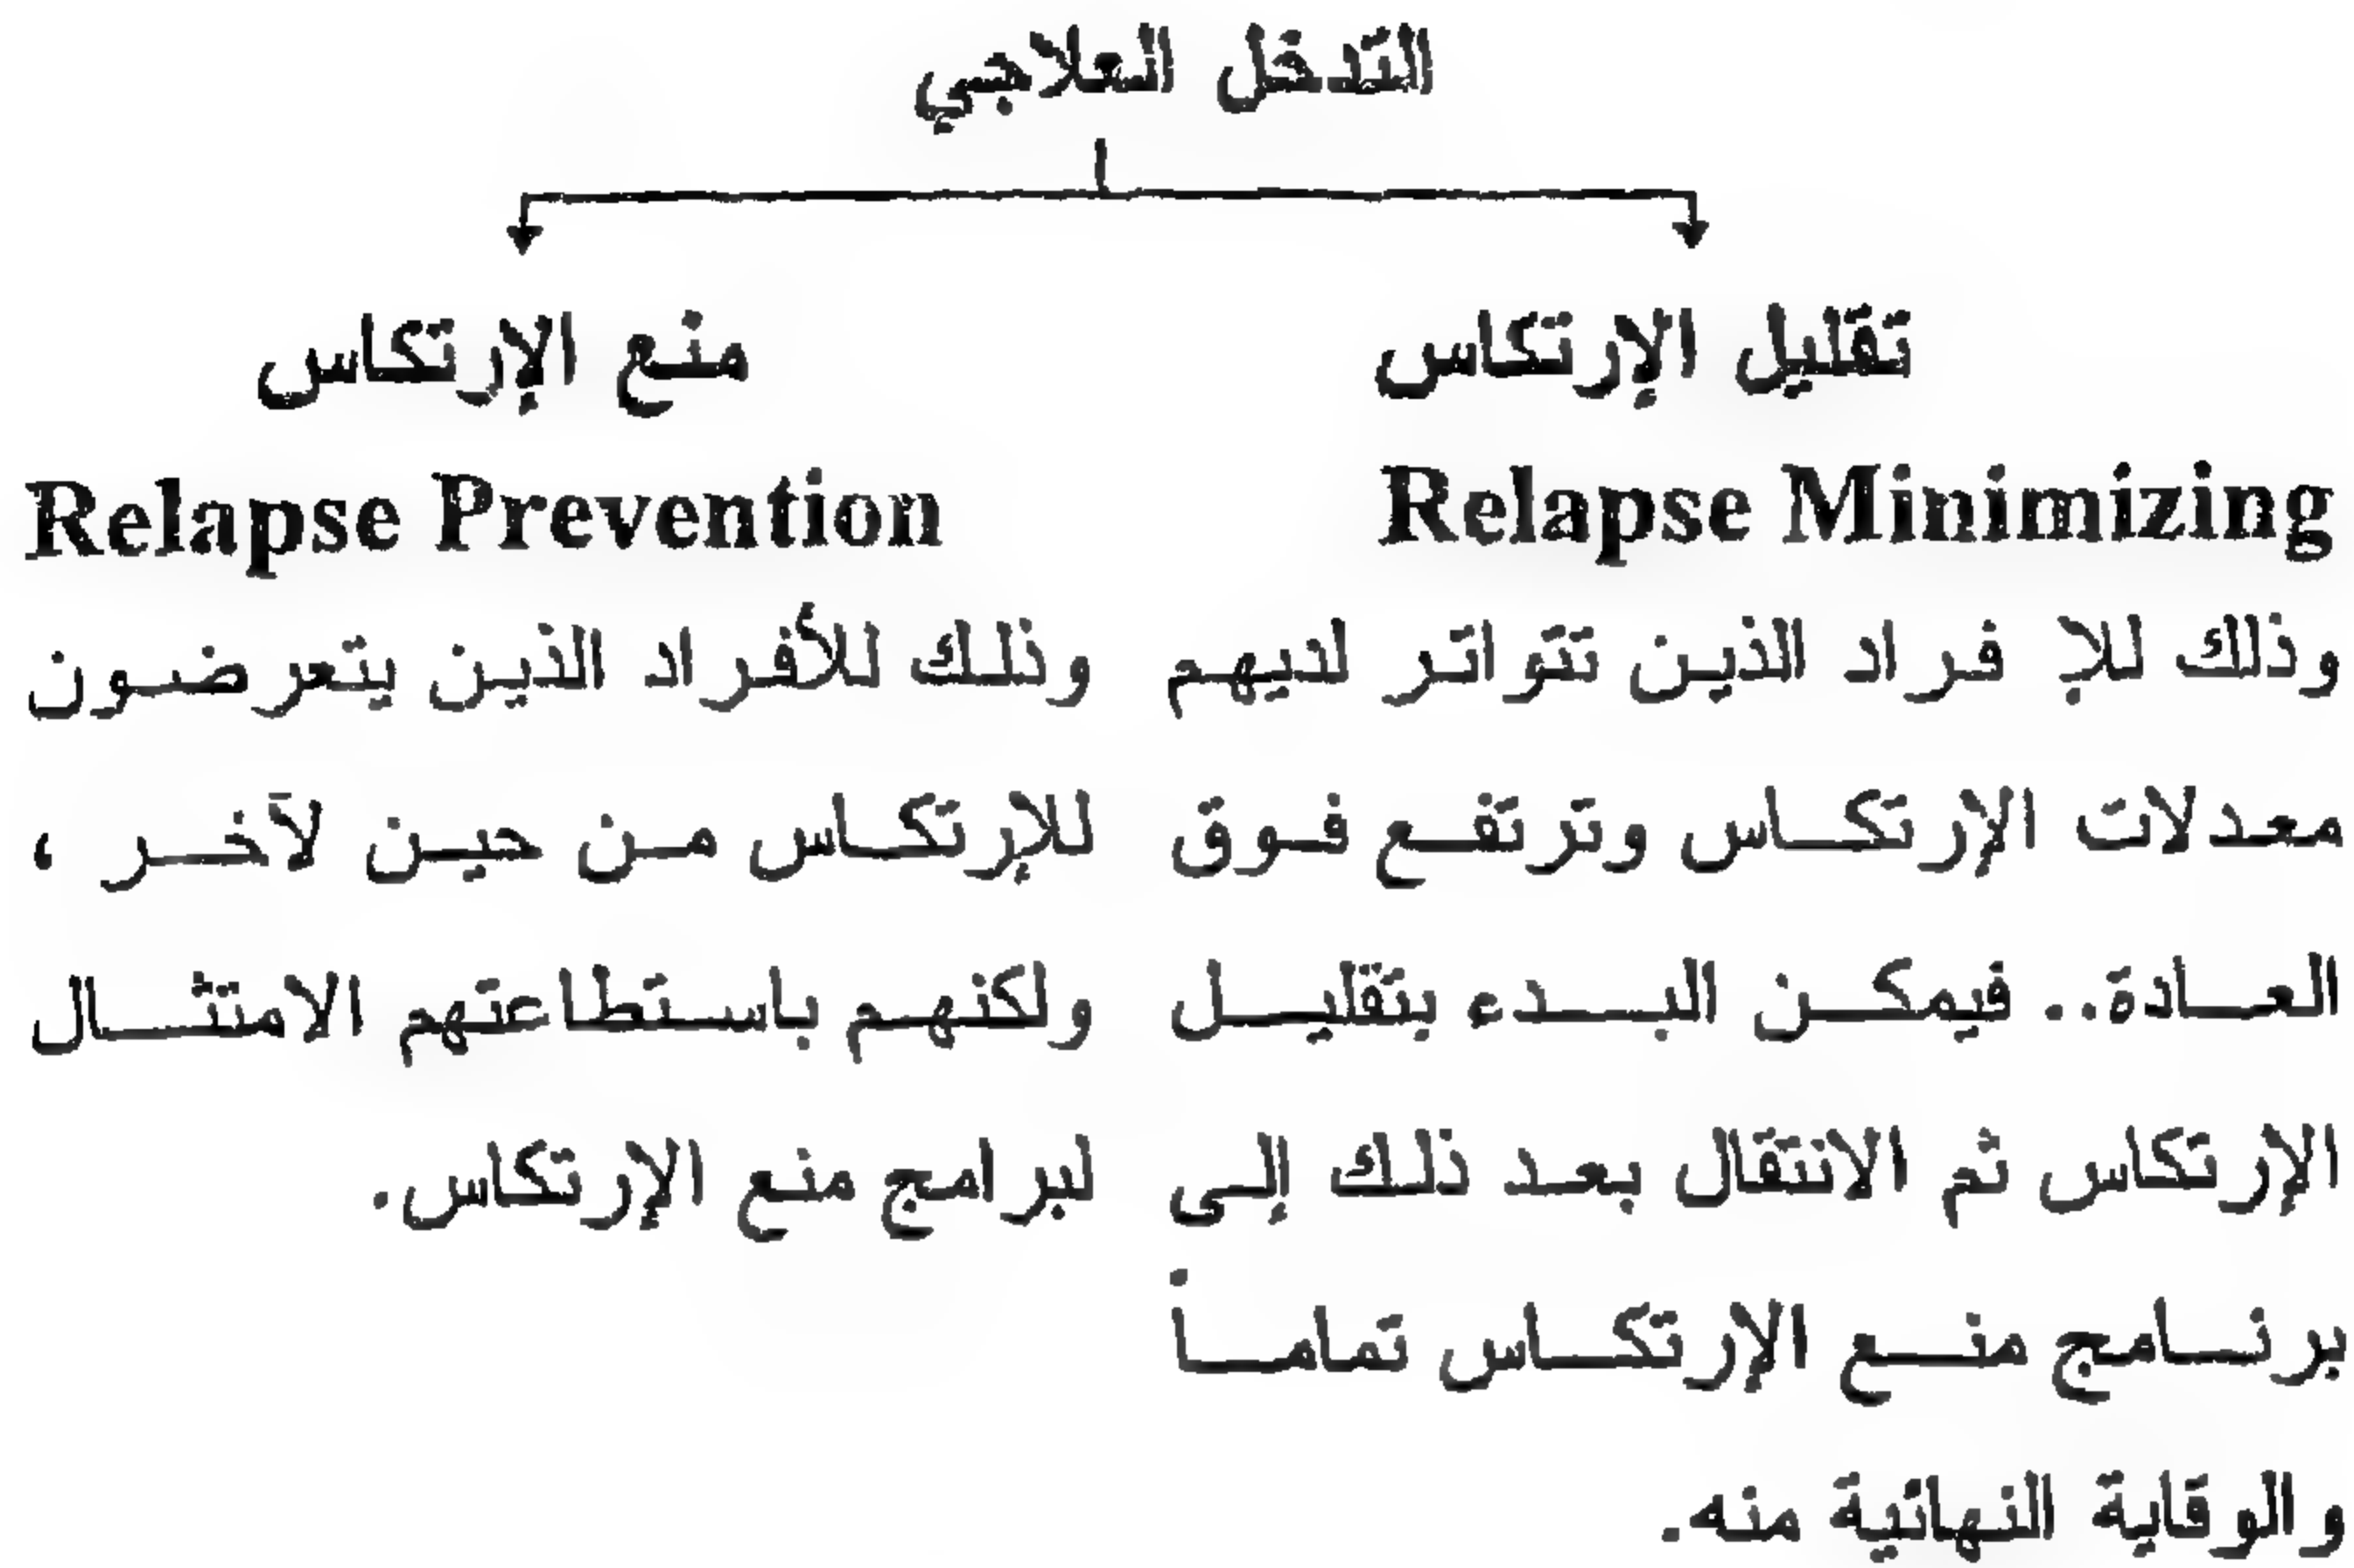 التدخل العلاجي
تقليل الإرتكاس
Relapse Minimizing
وذلك للإ فراد الذين تتواتر لديهم
معدلات الإرتكاس وترتفع فوق
العادة.. فيمكن البدء بتقليل
الإرتكاس ثم الانتقال بعد ذلك إلى
برنامج منع الإرتكاس تماماً
والوقاية النهائية منه.
منع الإرتكاس
Relapse Prevention
وذلك للأفراد الذين يتعرضون
للإرتكاس من حين لآخر ،
ولكنهم باستطاعتهم الامتثال
لبرامج منع الإرتكاس.